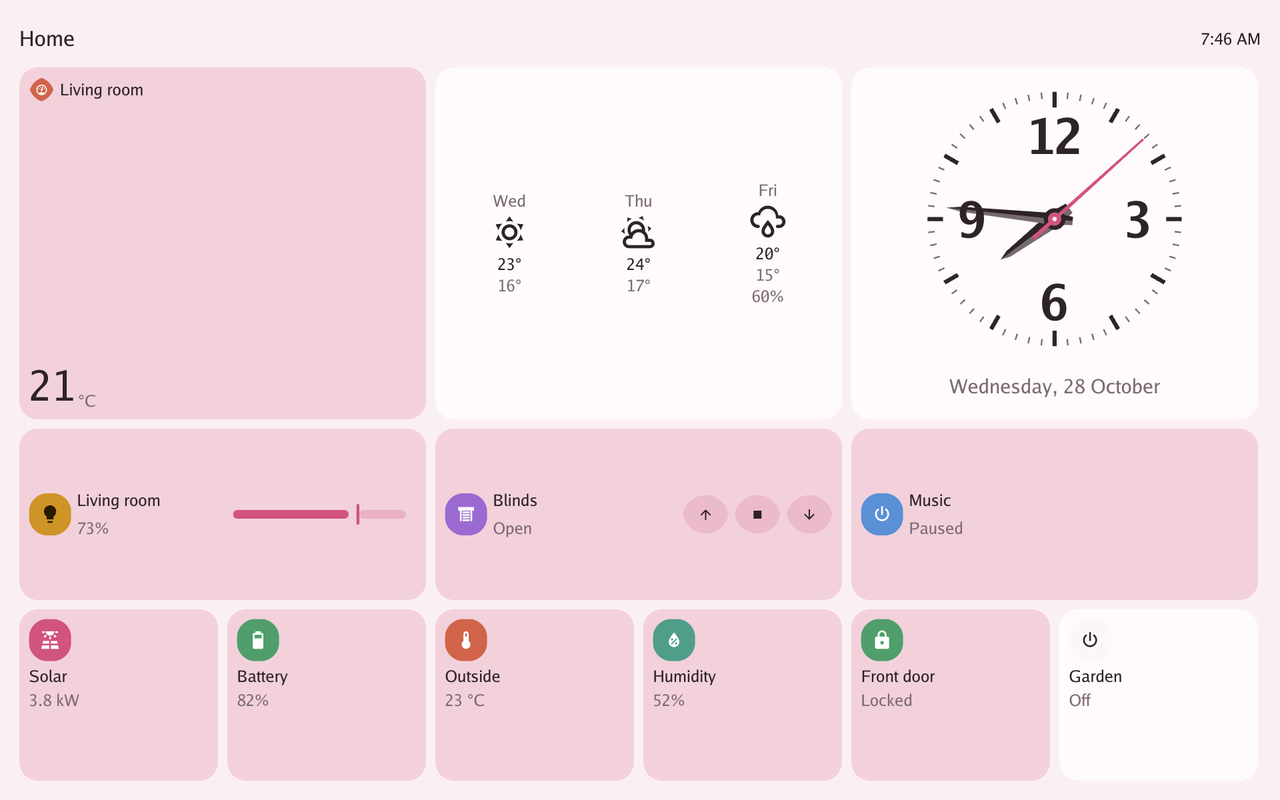 Home
7:46 AM
Living room
21 °C
Wed
23°
16°
Thu
24°
17°
Fri
20°
15°
60%
12
9
3
6
Wednesday, 28 October
Living room
73%
Blinds
Open
Music
Paused
Solar
3.8 kW
Battery
82%
Outside
23 °C
Humidity
52%
Front door
Locked
Garden
Off